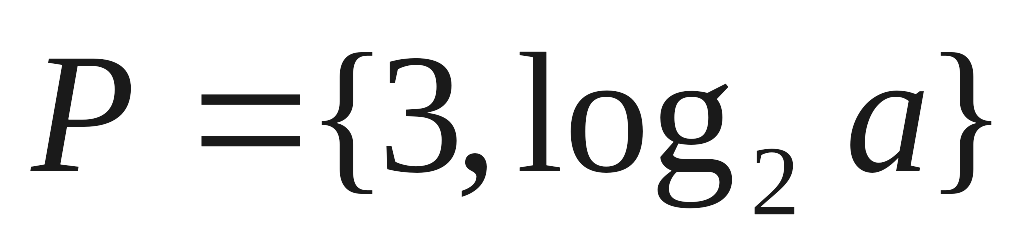 P = {3, log₂ a}